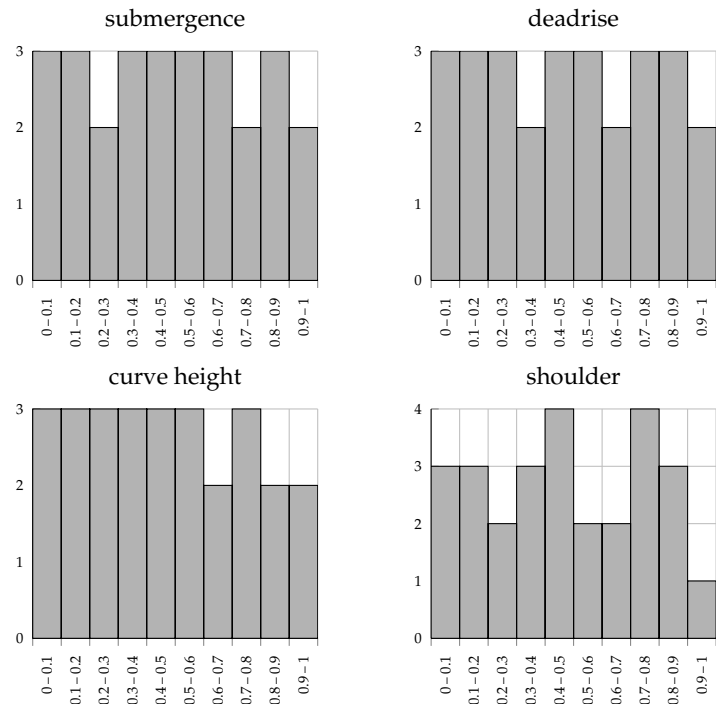 submergence
3
2
1
0
0 – 0.1
0.1 – 0.2
0.2 – 0.3
0.3 – 0.4
0.4 – 0.5
0.5 – 0.6
0.6 – 0.7
0.7 – 0.8
0.8 – 0.9
0.9 – 1
deadrise
3
2
1
0
0 – 0.1
0.1 – 0.2
0.2 – 0.3
0.3 – 0.4
0.4 – 0.5
0.5 – 0.6
0.6 – 0.7
0.7 – 0.8
0.8 – 0.9
0.9 – 1
curve height
3
2
1
0
0 – 0.1
0.1 – 0.2
0.2 – 0.3
0.3 – 0.4
0.4 – 0.5
0.5 – 0.6
0.6 – 0.7
0.7 – 0.8
0.8 – 0.9
0.9 – 1
shoulder
4
3
2
1
0
0 – 0.1
0.1 – 0.2
0.2 – 0.3
0.3 – 0.4
0.4 – 0.5
0.5 – 0.6
0.6 – 0.7
0.7 – 0.8
0.8 – 0.9
0.9 – 1